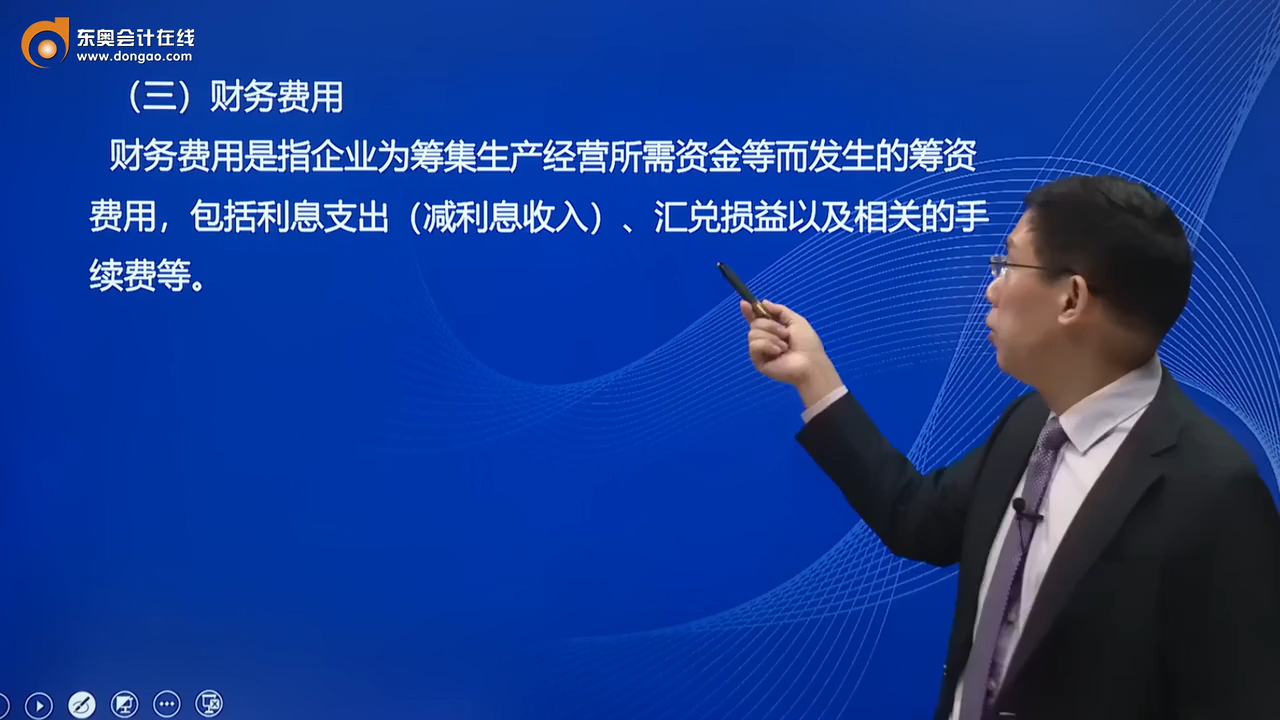 东奥会计在线
www.dongao.com
（三）财务费用
财务费用是指企业为筹集生产经营所需资金等而发生的筹资
费用，包括利息支出（减利息收入）、汇兑损益以及相关的手
续费等。